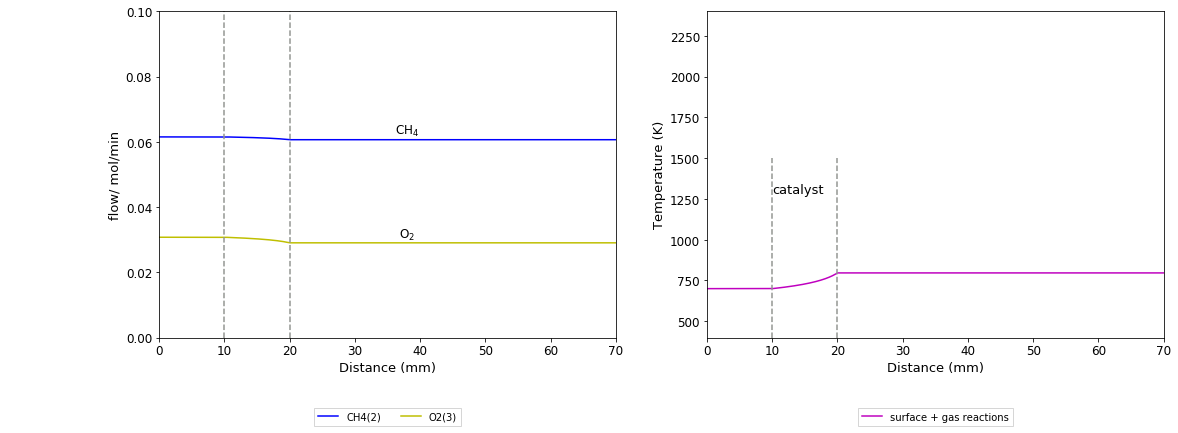 0.10
0.08
0.06
0.04
0.02
0.00
flow/ mol/min
CH₄
O₂
0 10 20 30 40 50 60 70
Distance (mm)
CH4(2) O2(3)
2250
2000
1750
1500
1250
1000
750
500
Temperature (K)
catalyst
0 10 20 30 40 50 60 70
Distance (mm)
surface + gas reactions